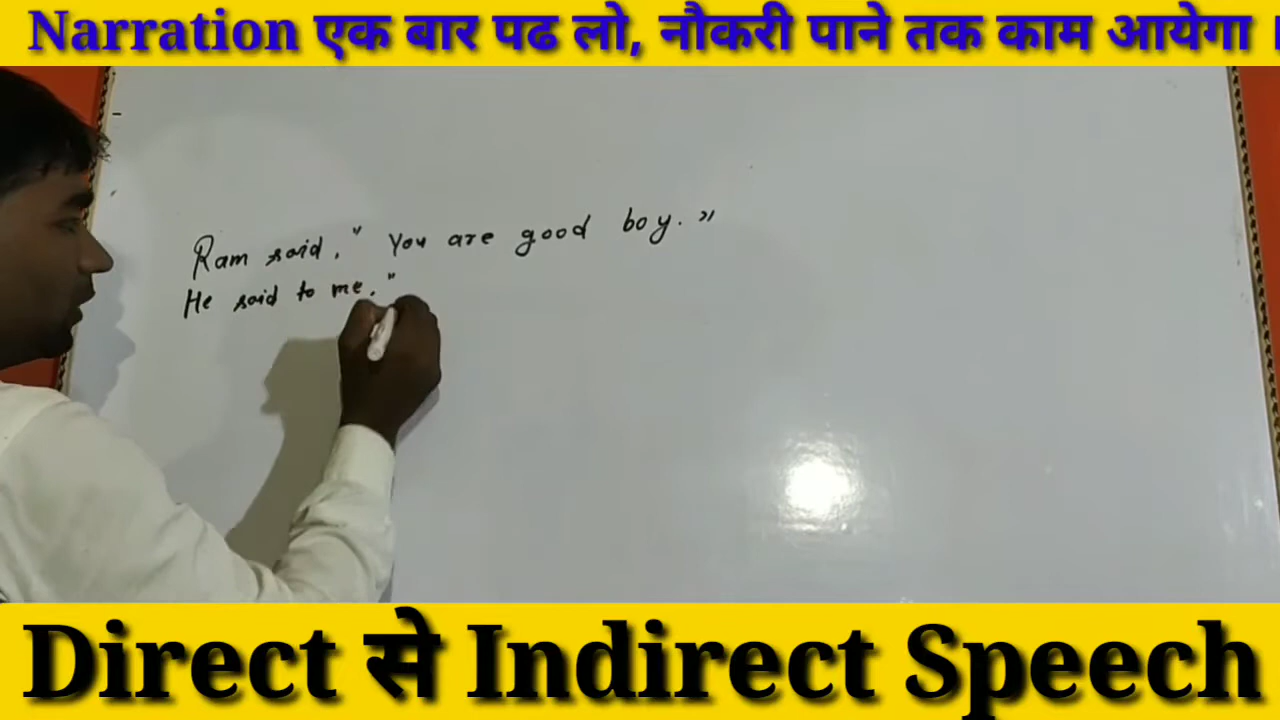 Narration एक बार पढ लो, नौकरी पाने तक काम आयेगा ।
Ram said, " You are good boy. "
He said to me, "
Direct से Indirect Speech